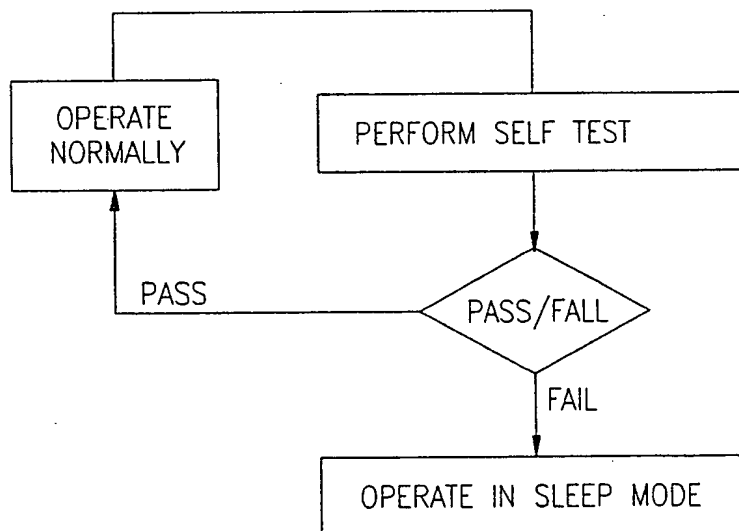 OPERATE
NORMALLY
PERFORM SELF TEST
PASS
PASS/FALL
FAIL
OPERATE IN SLEEP MODE